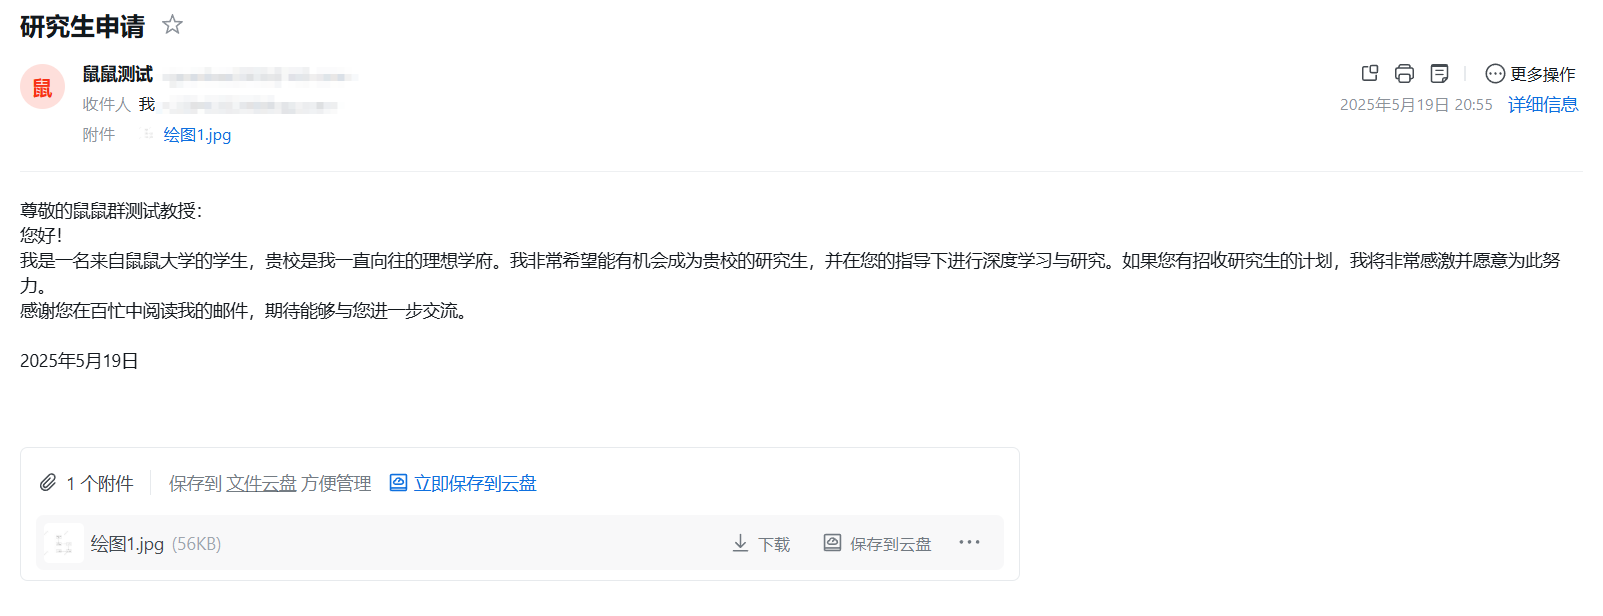 研究生申请
鼠
鼠鼠测试
更多操作
收件人 我
2025年5月19日 20:55 详细信息
附件 绘图1.jpg
尊敬的鼠鼠群测试教授：
您好！
我是一名来自鼠鼠大学的学生，贵校是我一直向往的理想学府。我非常希望能有机会成为贵校的研究生，并在您的指导下进行深度学习与研究。如果您有招收研究生的计划，我将非常感激并愿意为此努
力。
感谢您在百忙中阅读我的邮件，期待能够与您进一步交流。
2025年5月19日
1 个附件 保存到 文件云盘 方便管理 立即保存到云盘
绘图1.jpg (56KB) 下载 保存到云盘